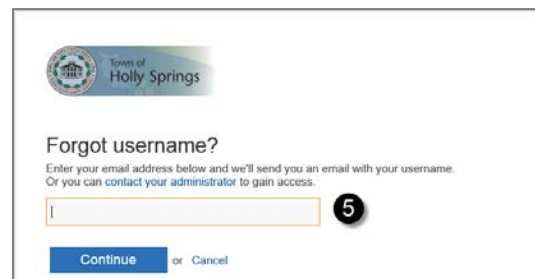 Town of
Holly Springs
Forgot username?
Enter your email address below and we'll send you an email with your username.
Or you can contact your administrator to gain access.
5
Continue or Cancel